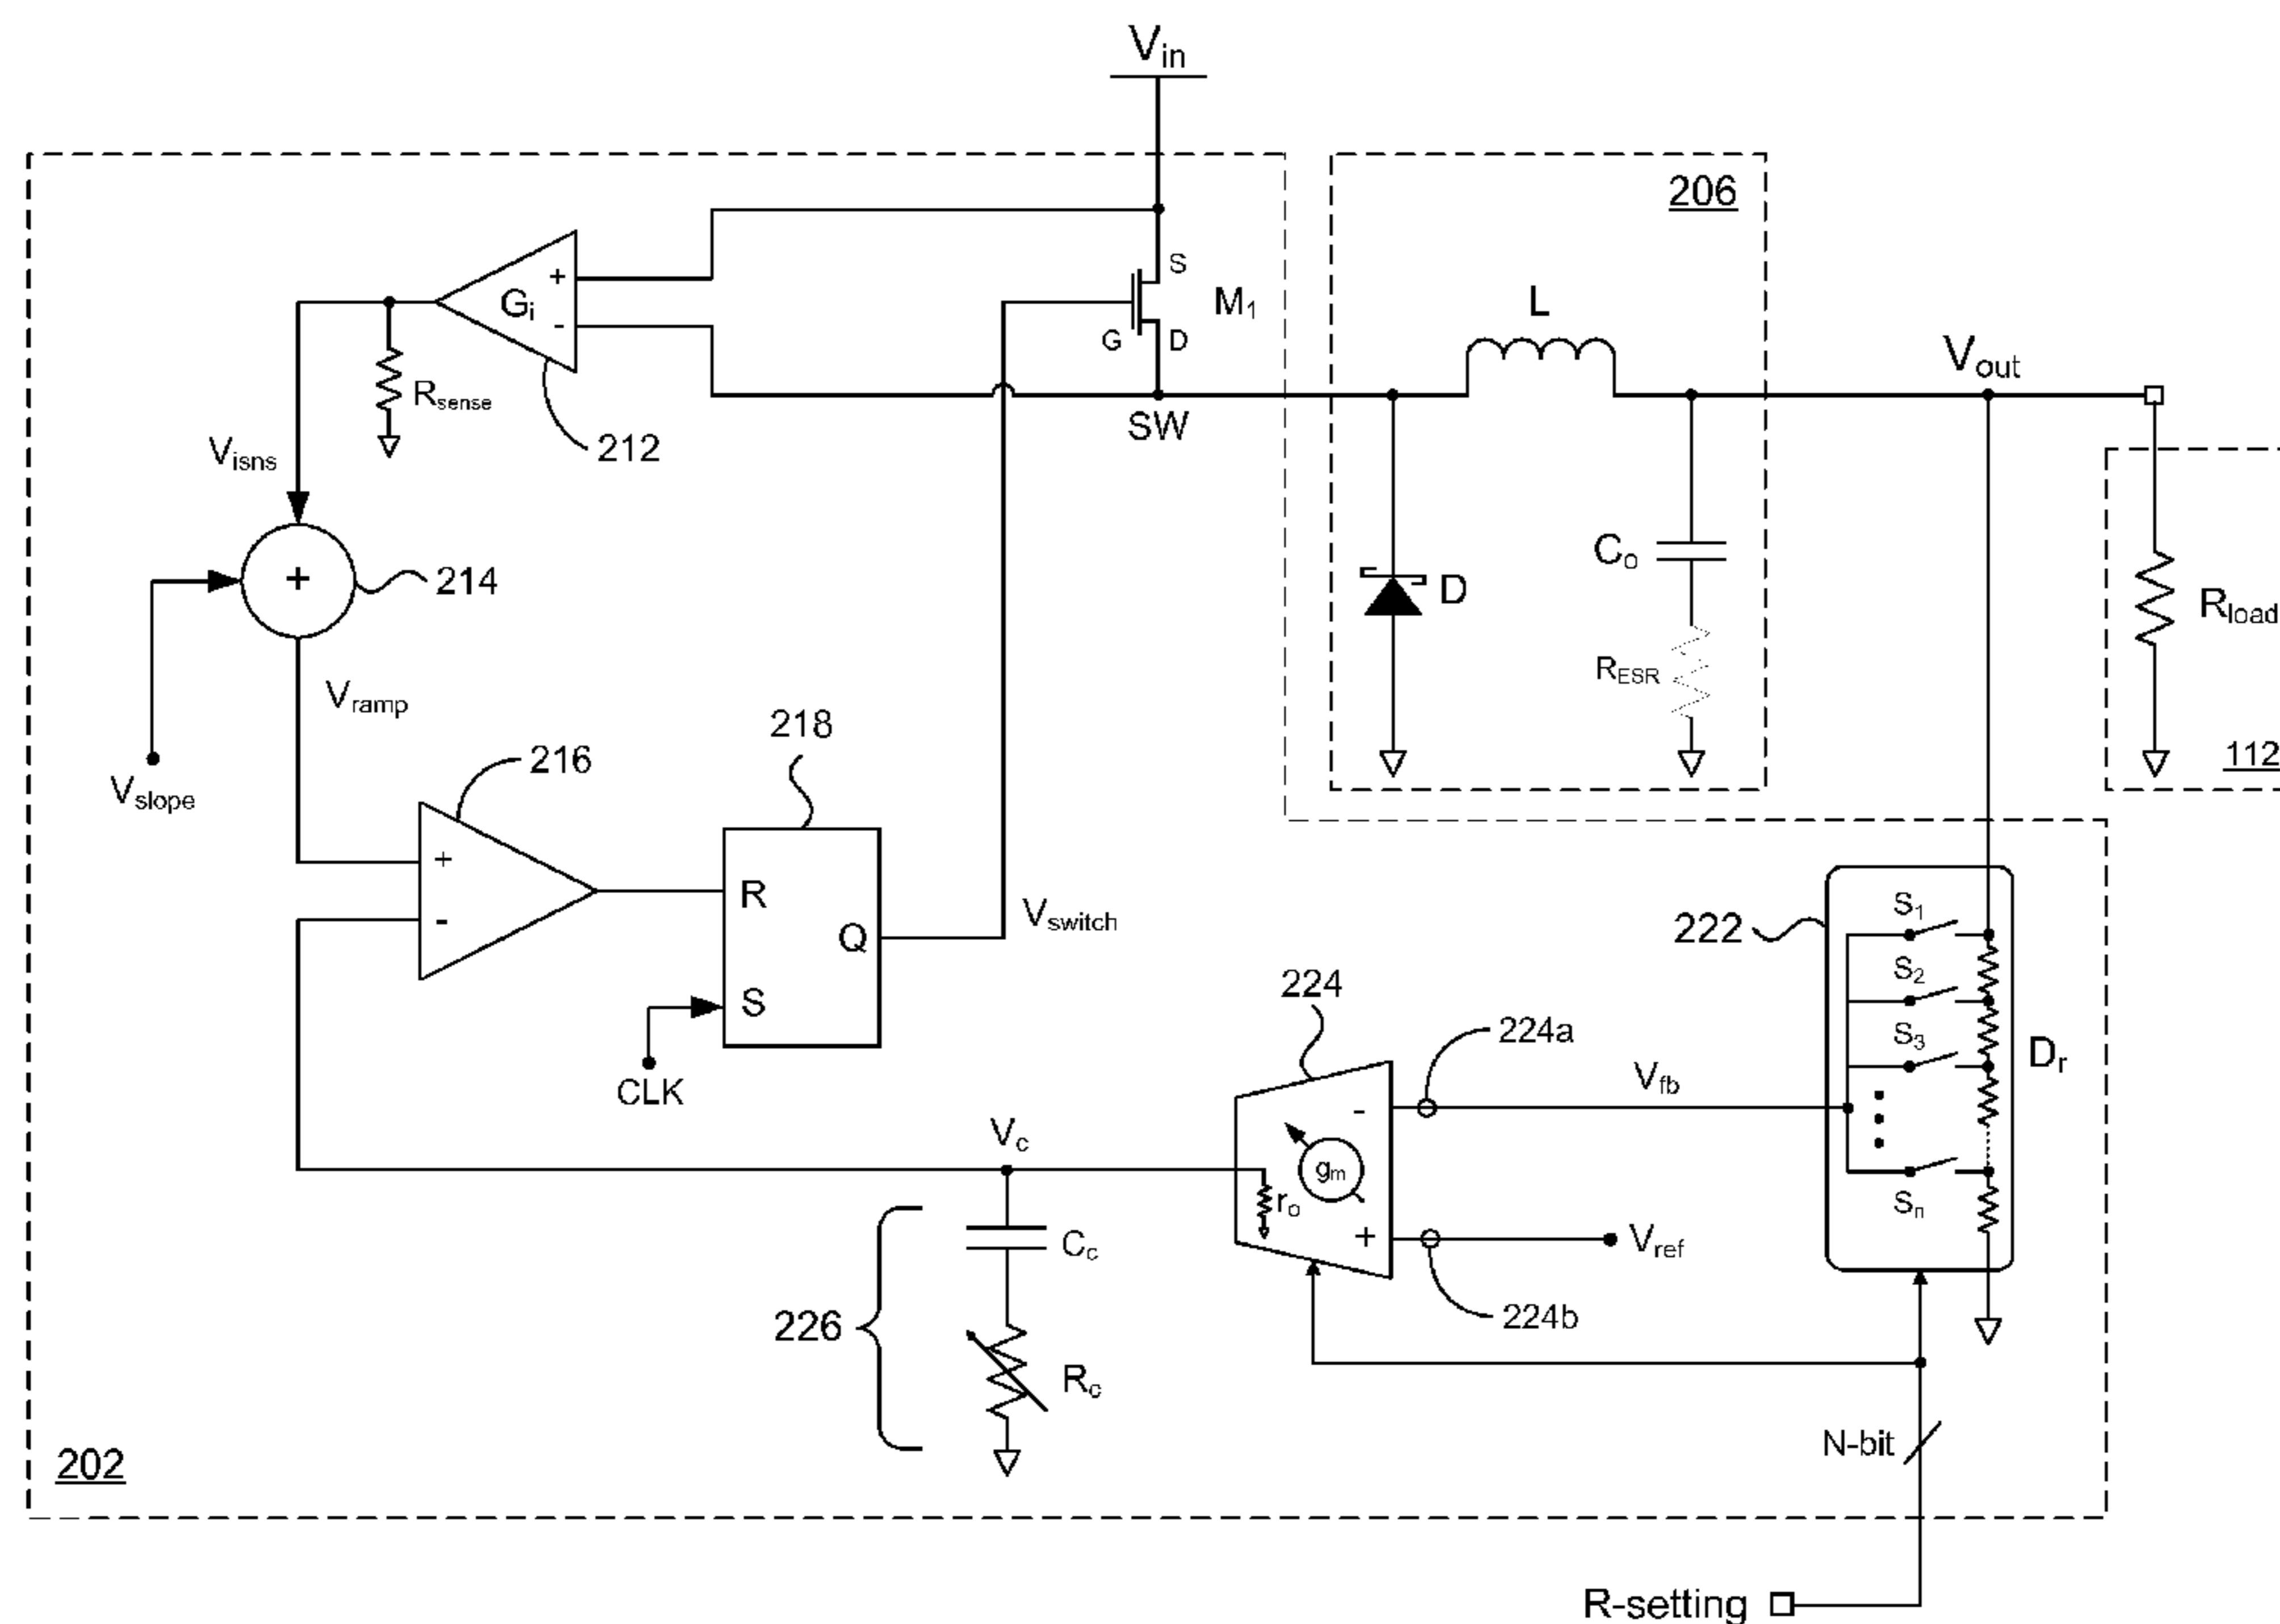 Vin
206
S
+
Gi
-
M1
L
G
D
Vout
Rsense
SW
212
Visns
Co
D
+
214
Rload
RESR
Vramp
218
112
216
Vslope
+
R
S1
Vswitch
222
-
Q
S2
224
S
224a
S3
Dr
CLK
Vfb
-
Vc
gm
ro
Sn
Cc
+
Vref
226
224b
Rc
N-bit
202
R-setting